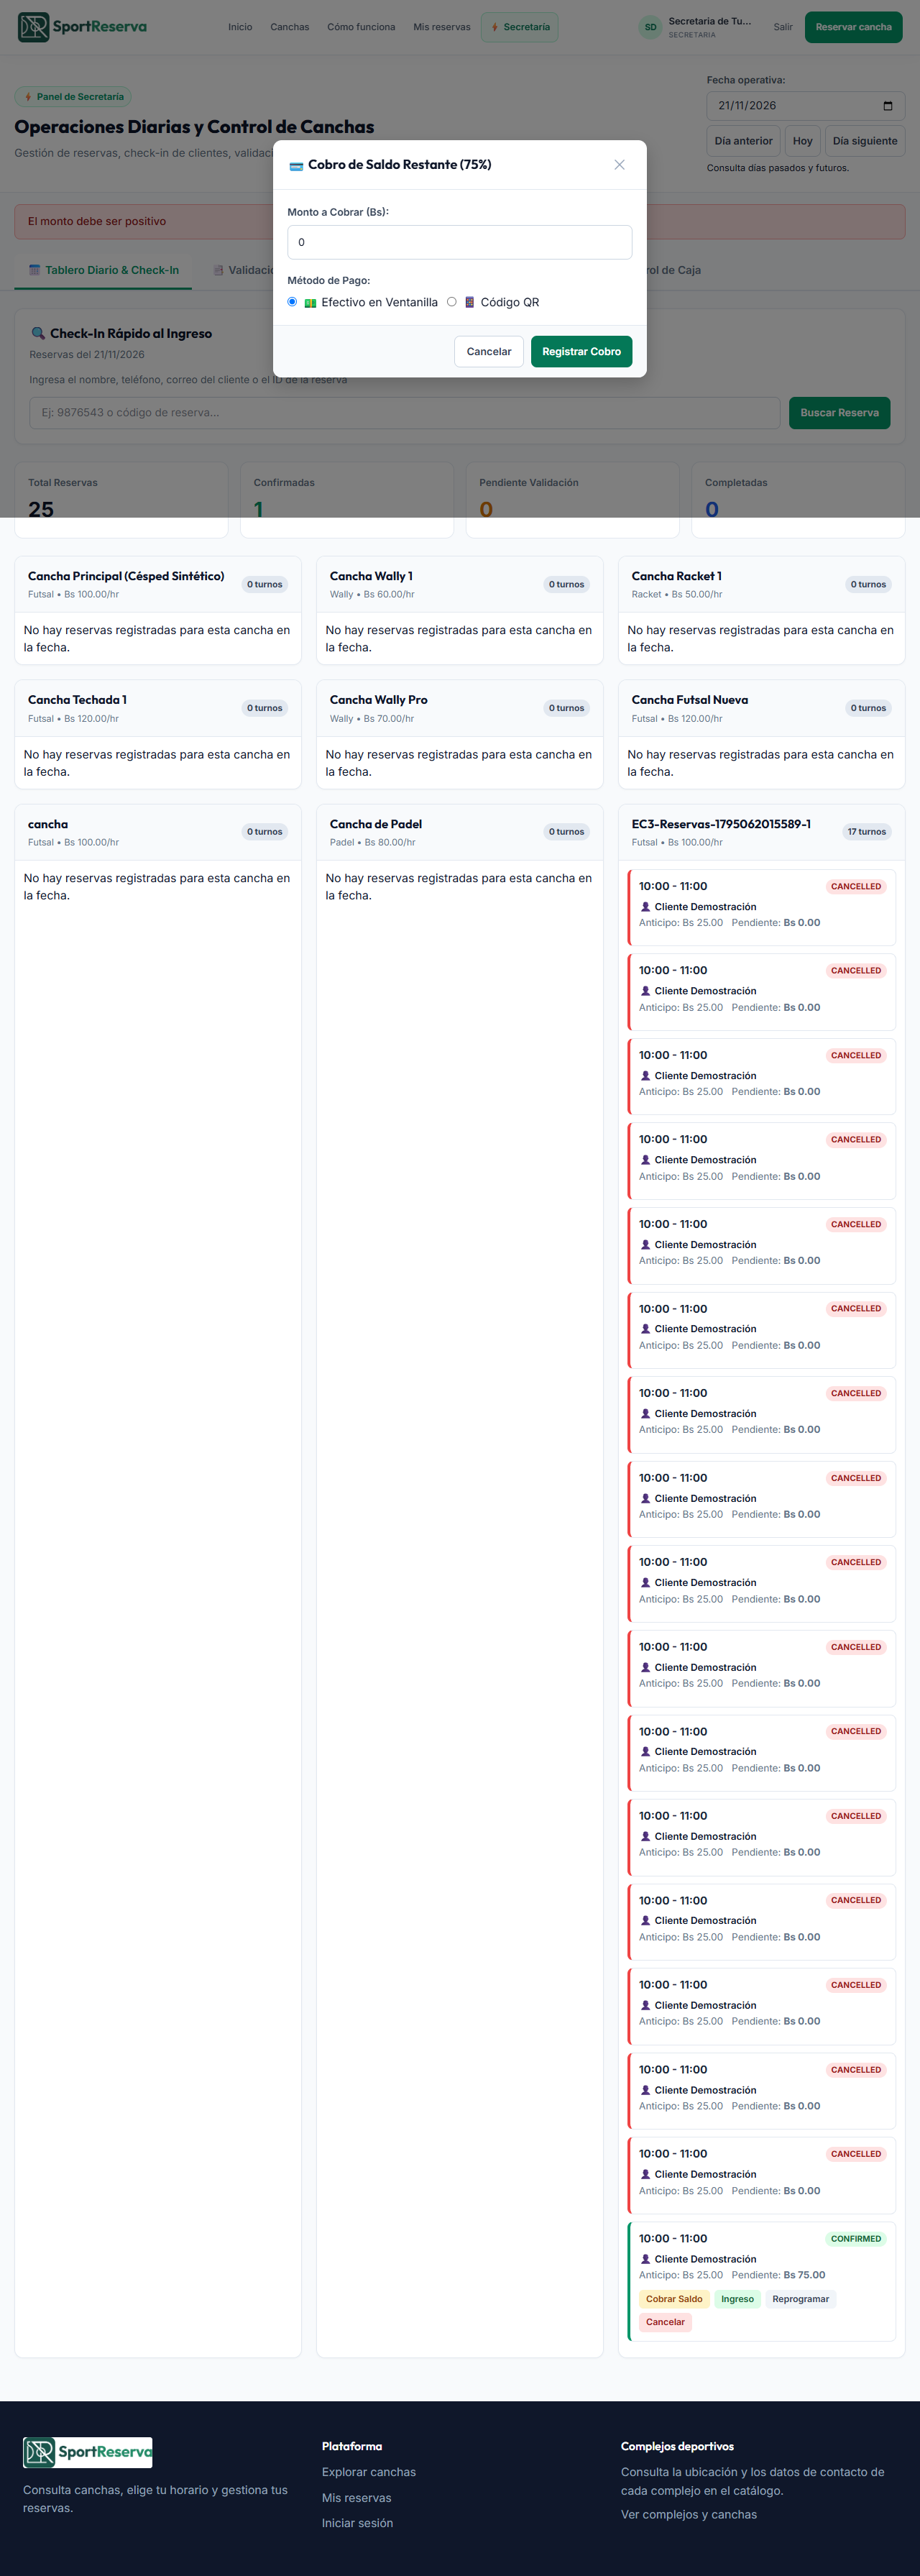 SportReserva
Inicio
Canchas
Cómo funciona
Mis reservas
Secretaría
SD
Secretaria de Tu...
SECRETARIA
Salir
Reservar cancha
Panel de Secretaría
Operaciones Diarias y Control de Canchas
Gestión de reservas, check-in de clientes, validaci
Fecha operativa:
21/11/2026
Día anterior
Hoy
Día siguiente
Consulta días pasados y futuros.
El monto debe ser positivo
Tablero Diario & Check-In
Validació
rol de Caja
Cobro de Saldo Restante (75%)
Monto a Cobrar (Bs):
0
Método de Pago:
Efectivo en Ventanilla
Código QR
Cancelar
Registrar Cobro
Check-In Rápido al Ingreso
Reservas del 21/11/2026
Ingresa el nombre, teléfono, correo del cliente o el ID de la reserva
Ej: 9876543 o código de reserva...
Buscar Reserva
Total Reservas
25
Confirmadas
1
Pendiente Validación
0
Completadas
0
Cancha Principal (Césped Sintético)
Futsal • Bs 100.00/hr
0 turnos
No hay reservas registradas para esta cancha en
la fecha.
Cancha Wally 1
Wally • Bs 60.00/hr
0 turnos
No hay reservas registradas para esta cancha en
la fecha.
Cancha Racket 1
Racket • Bs 50.00/hr
0 turnos
No hay reservas registradas para esta cancha en
la fecha.
Cancha Techada 1
Futsal • Bs 120.00/hr
0 turnos
No hay reservas registradas para esta cancha en
la fecha.
Cancha Wally Pro
Wally • Bs 70.00/hr
0 turnos
No hay reservas registradas para esta cancha en
la fecha.
Cancha Futsal Nueva
Futsal • Bs 120.00/hr
0 turnos
No hay reservas registradas para esta cancha en
la fecha.
cancha
Futsal • Bs 100.00/hr
0 turnos
No hay reservas registradas para esta cancha en
la fecha.
Cancha de Padel
Padel • Bs 80.00/hr
0 turnos
No hay reservas registradas para esta cancha en
la fecha.
EC3-Reservas-1795062015589-1
Futsal • Bs 100.00/hr
17 turnos
10:00 - 11:00 CANCELLED
Cliente Demostración
Anticipo: Bs 25.00 Pendiente: Bs 0.00
10:00 - 11:00 CANCELLED
Cliente Demostración
Anticipo: Bs 25.00 Pendiente: Bs 0.00
10:00 - 11:00 CANCELLED
Cliente Demostración
Anticipo: Bs 25.00 Pendiente: Bs 0.00
10:00 - 11:00 CANCELLED
Cliente Demostración
Anticipo: Bs 25.00 Pendiente: Bs 0.00
10:00 - 11:00 CANCELLED
Cliente Demostración
Anticipo: Bs 25.00 Pendiente: Bs 0.00
10:00 - 11:00 CANCELLED
Cliente Demostración
Anticipo: Bs 25.00 Pendiente: Bs 0.00
10:00 - 11:00 CANCELLED
Cliente Demostración
Anticipo: Bs 25.00 Pendiente: Bs 0.00
10:00 - 11:00 CANCELLED
Cliente Demostración
Anticipo: Bs 25.00 Pendiente: Bs 0.00
10:00 - 11:00 CANCELLED
Cliente Demostración
Anticipo: Bs 25.00 Pendiente: Bs 0.00
10:00 - 11:00 CANCELLED
Cliente Demostración
Anticipo: Bs 25.00 Pendiente: Bs 0.00
10:00 - 11:00 CANCELLED
Cliente Demostración
Anticipo: Bs 25.00 Pendiente: Bs 0.00
10:00 - 11:00 CANCELLED
Cliente Demostración
Anticipo: Bs 25.00 Pendiente: Bs 0.00
10:00 - 11:00 CANCELLED
Cliente Demostración
Anticipo: Bs 25.00 Pendiente: Bs 0.00
10:00 - 11:00 CANCELLED
Cliente Demostración
Anticipo: Bs 25.00 Pendiente: Bs 0.00
10:00 - 11:00 CANCELLED
Cliente Demostración
Anticipo: Bs 25.00 Pendiente: Bs 0.00
10:00 - 11:00 CANCELLED
Cliente Demostración
Anticipo: Bs 25.00 Pendiente: Bs 0.00
10:00 - 11:00 CONFIRMED
Cliente Demostración
Anticipo: Bs 25.00 Pendiente: Bs 75.00
Cobrar Saldo
Ingreso
Reprogramar
Cancelar
SportReserva
Consulta canchas, elige tu horario y gestiona tus
reservas.
Plataforma
Explorar canchas
Mis reservas
Iniciar sesión
Complejos deportivos
Consulta la ubicación y los datos de contacto de
cada complejo en el catálogo.
Ver complejos y canchas